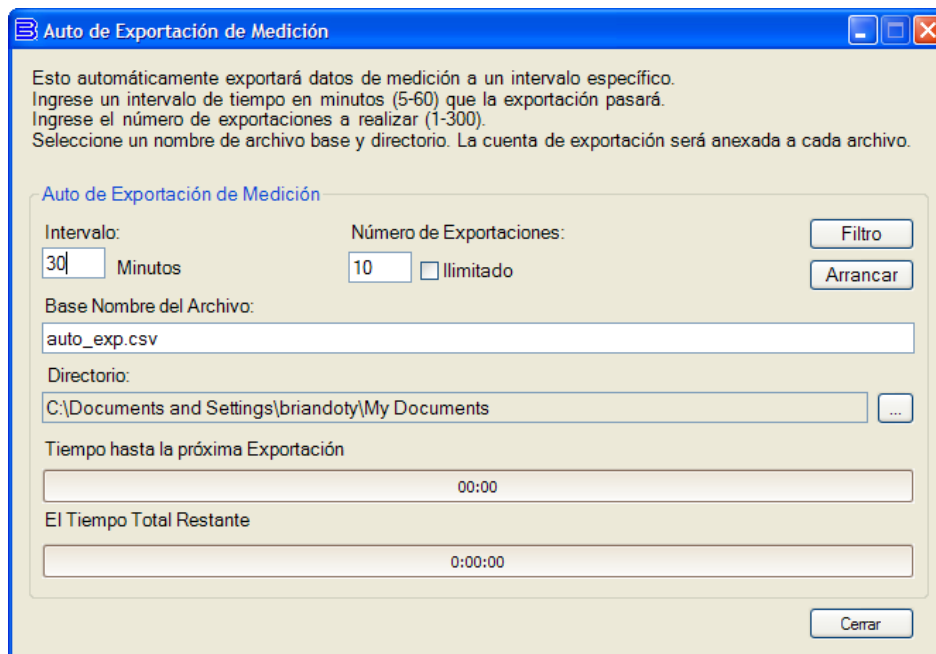 Auto de Exportación de Medición
Esto automáticamente exportará datos de medición a un intervalo específico.
Ingrese un intervalo de tiempo en minutos (5-60) que la exportación pasará.
Ingrese el número de exportaciones a realizar (1-300).
Seleccione un nombre de archivo base y directorio. La cuenta de exportación será anexada a cada archivo.
Auto de Exportación de Medición
Intervalo: Número de Exportaciones: Filtro
30 Minutos 10 Ilimitado Arrancar
Base Nombre del Archivo:
auto_exp.csv
Directorio:
C:\Documents and Settings\briandoty\My Documents ...
Tiempo hasta la próxima Exportación
00:00
El Tiempo Total Restante
0:00:00
Cerrar